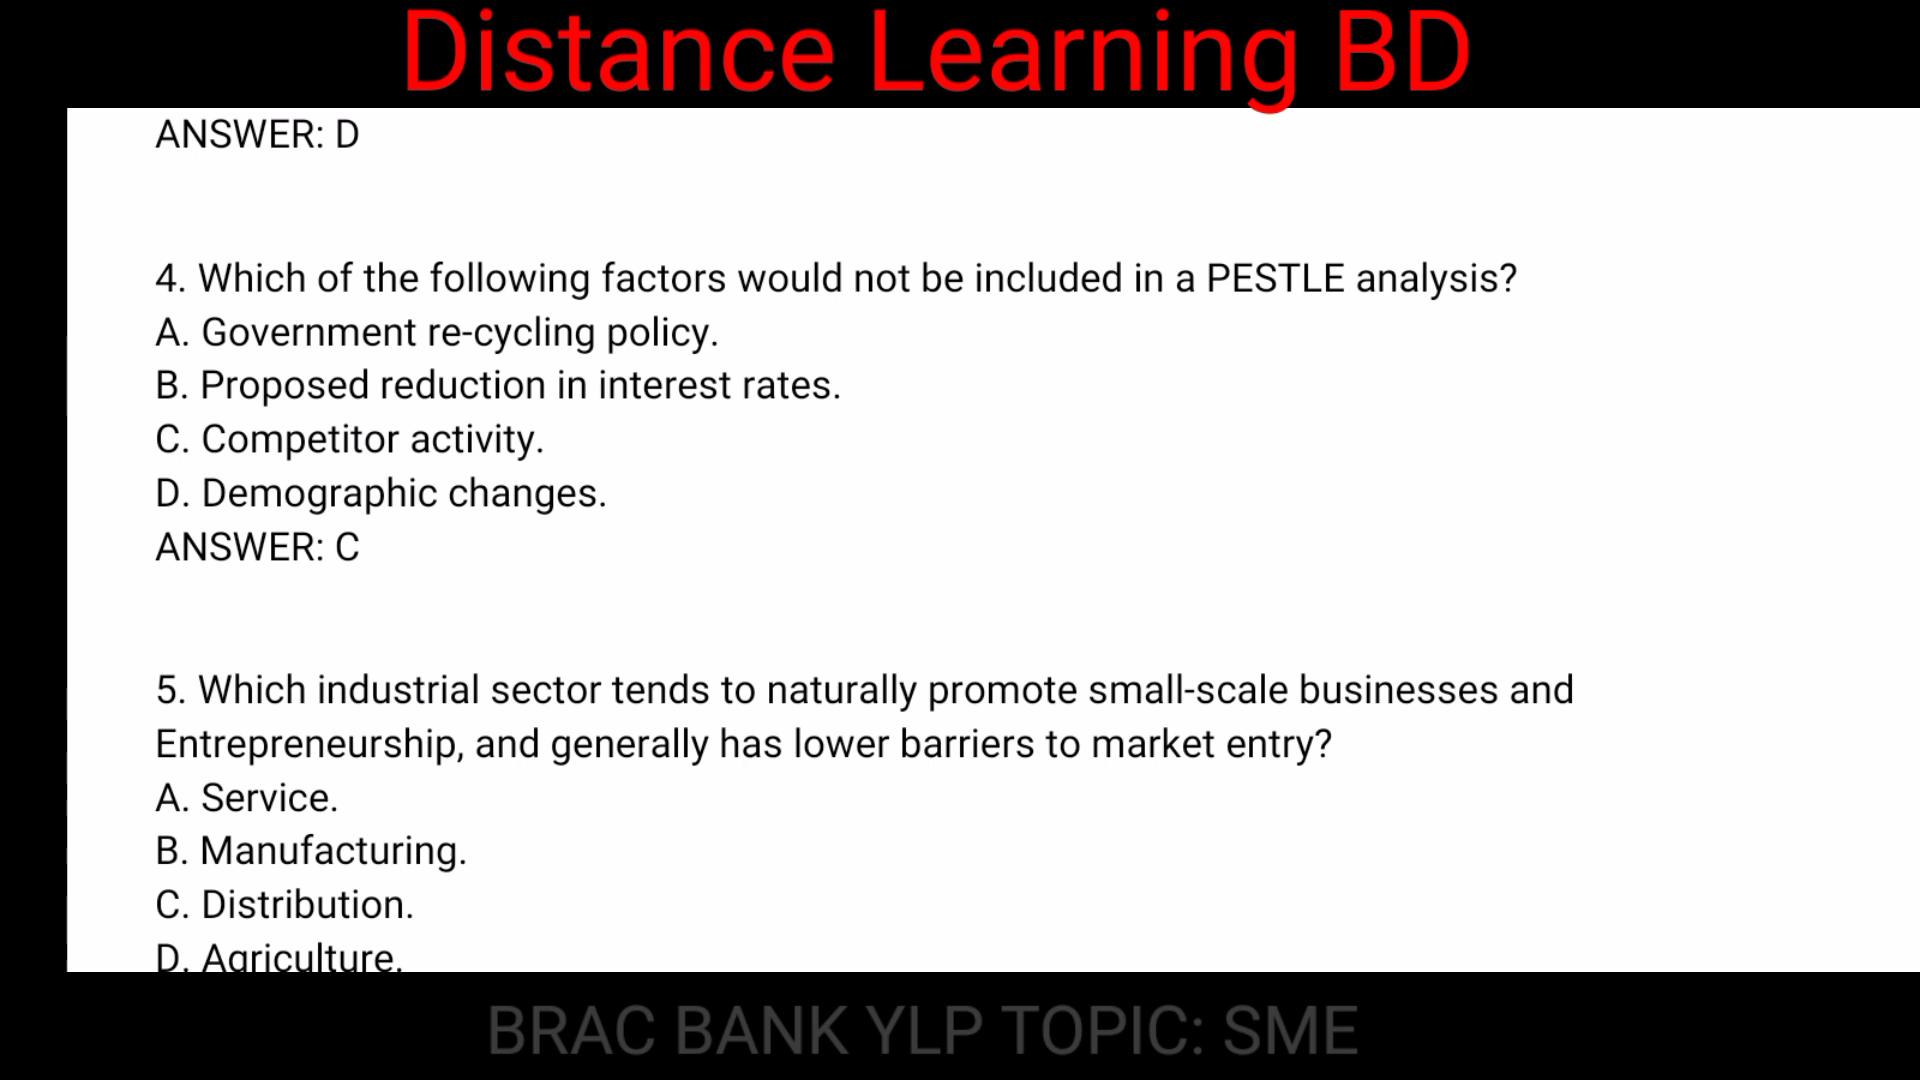 Distance Learning BD
ANSWER: D
4. Which of the following factors would not be included in a PESTLE analysis?
A. Government re-cycling policy.
B. Proposed reduction in interest rates.
C. Competitor activity.
D. Demographic changes.
ANSWER: C
5. Which industrial sector tends to naturally promote small-scale businesses and
Entrepreneurship, and generally has lower barriers to market entry?
A. Service.
B. Manufacturing.
C. Distribution.
D. Agriculture.
BRAC BANK YLP TOPIC: SME